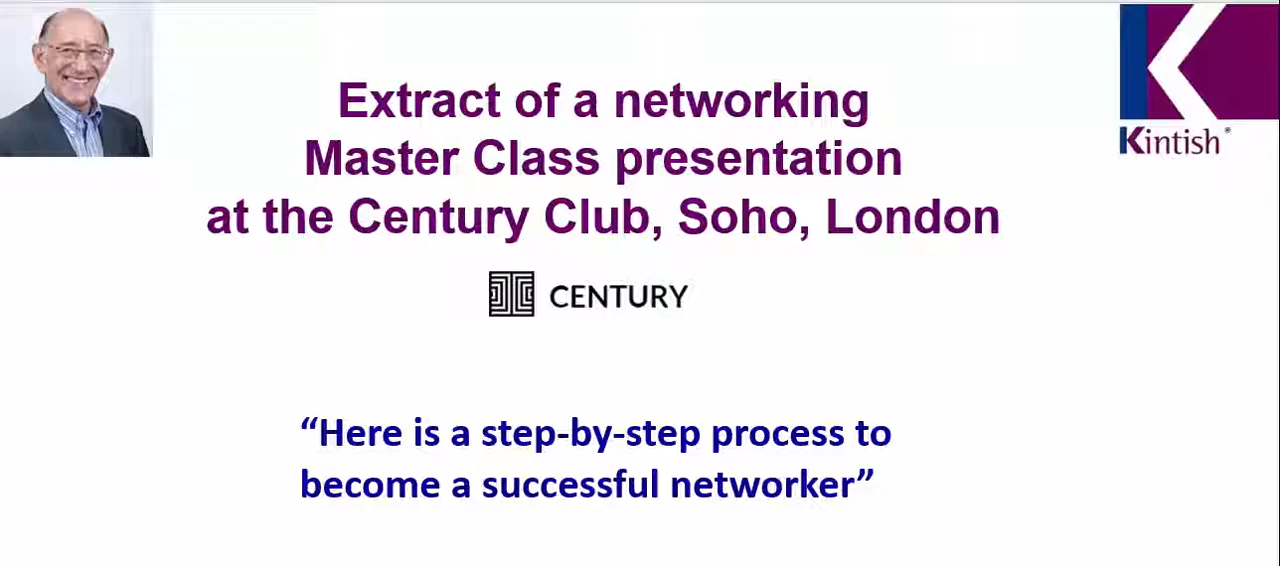 Extract of a networking
Master Class presentation
at the Century Club, Soho, London
Kintish®
CENTURY
“Here is a step-by-step process to
become a successful networker”